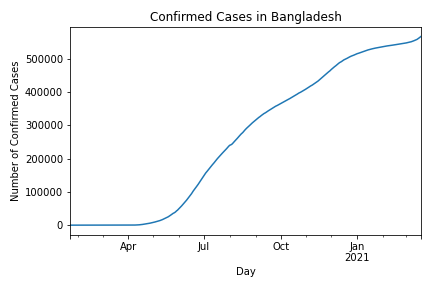 Confirmed Cases in Bangladesh
500000
400000
300000
200000
100000
0
Number of Confirmed Cases
Apr
Jul
Oct
Jan
2021
Day